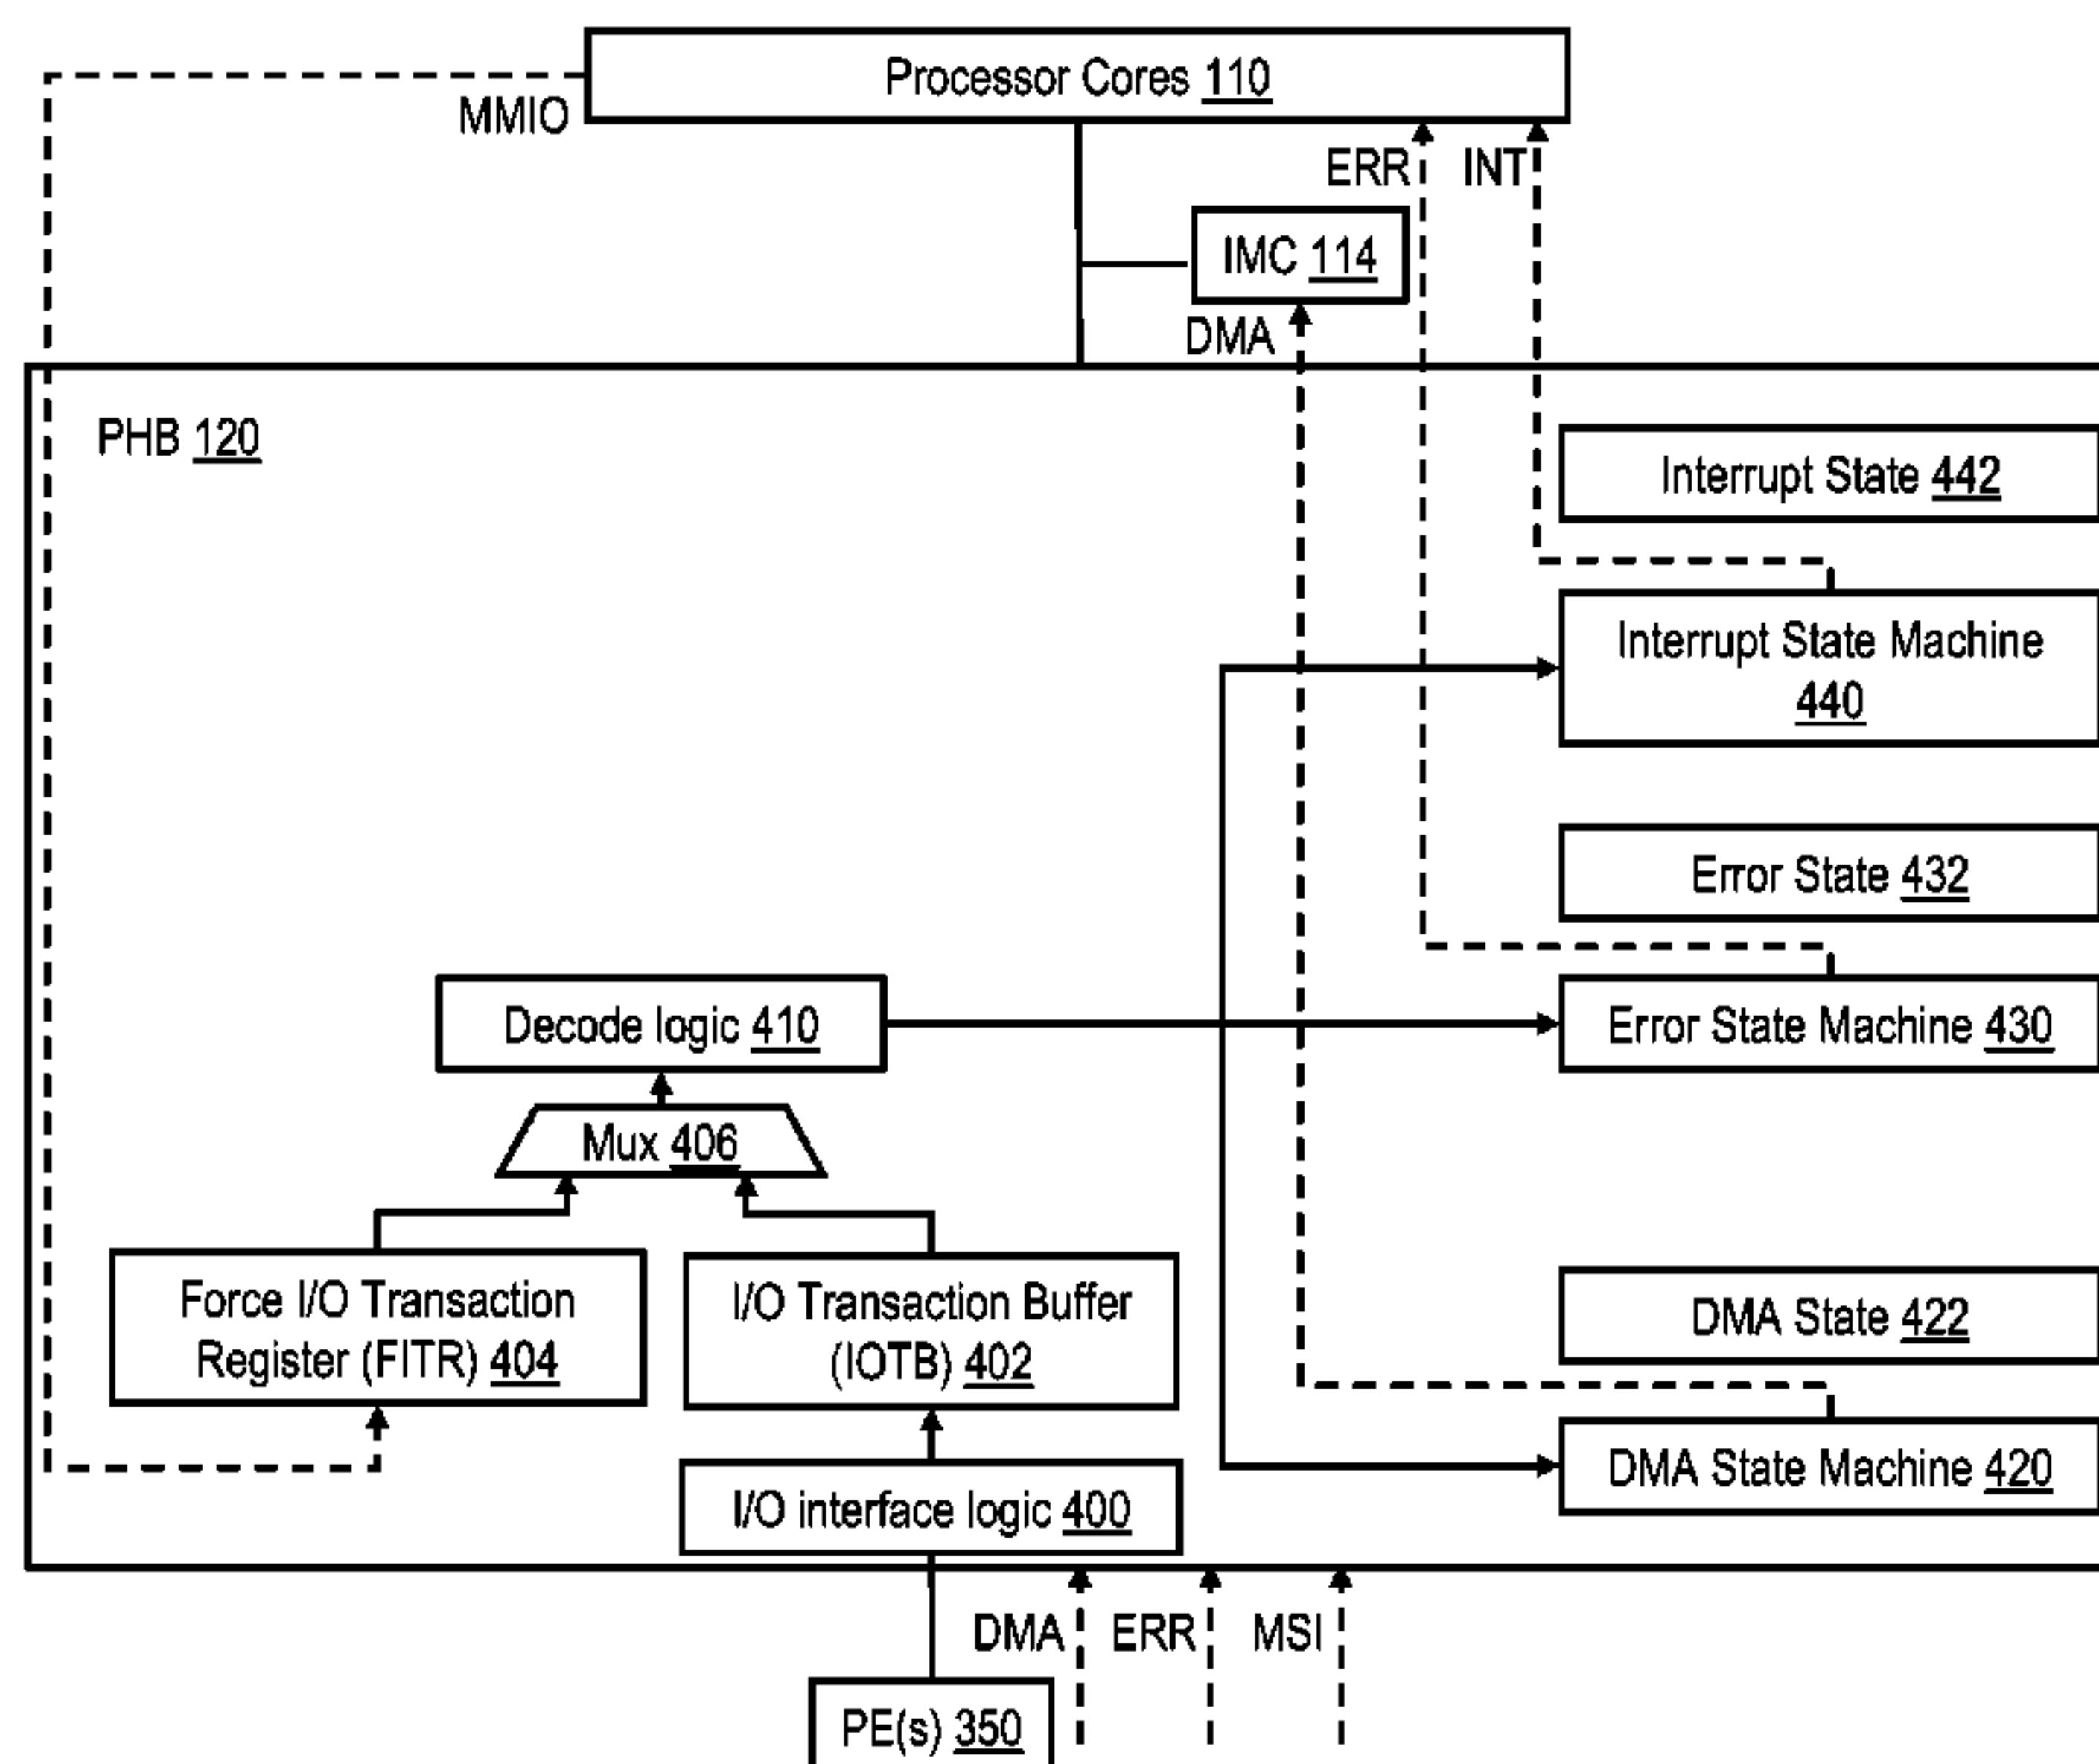 Processor Cores 110
MMIO
ERR
INT
IMC 114
DMA
PHB 120
Interrupt State 442
Interrupt State Machine
440
Error State 432
Decode logic 410
Error State Machine 430
Mux 406
Force I/O Transaction
Register (FITR) 404
I/O Transaction Buffer
(IOTB) 402
DMA State 422
DMA State Machine 420
I/O interface logic 400
DMA
ERR
MSI
PE(s) 350